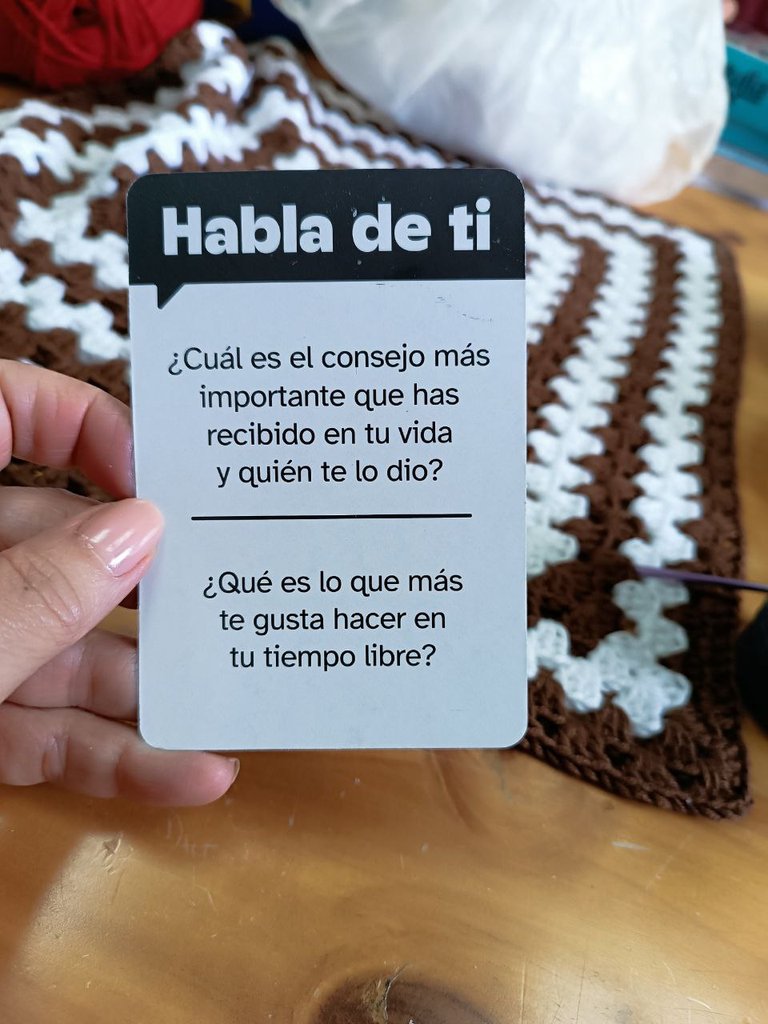 Habla de ti
¿Cuál es el consejo más
importante que has
recibido en tu vida
y quién te lo dio?
¿Qué es lo que más
te gusta hacer en
tu tiempo libre?